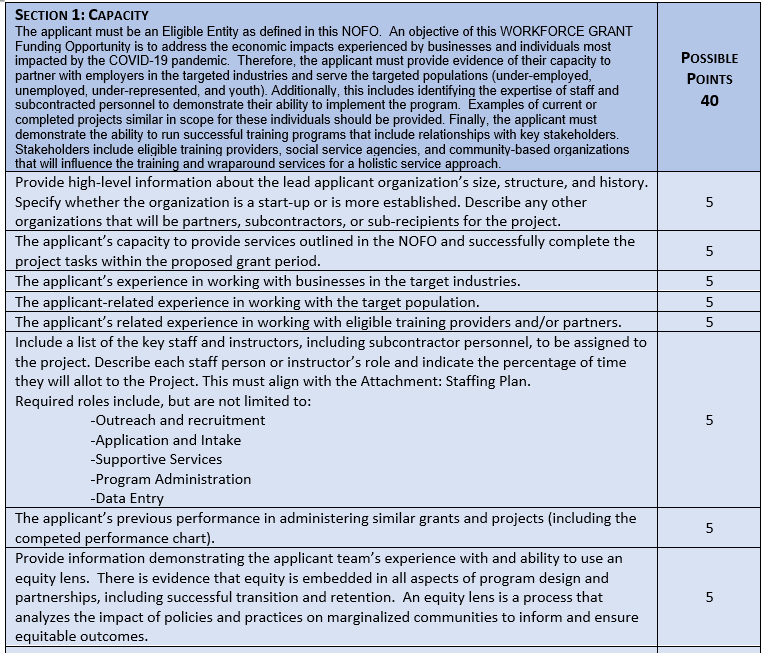 SECTION 1: CAPACITY
The applicant must be an Eligible Entity as defined in this NOFO.  An objective of this WORKFORCE GRANT
Funding Opportunity is to address the economic impacts experienced by businesses and individuals most
impacted by the COVID-19 pandemic.  Therefore, the applicant must provide evidence of their capacity to
partner with employers in the targeted industries and serve the targeted populations (under-employed,
unemployed, under-represented, and youth). Additionally, this includes identifying the expertise of staff and
subcontracted personnel to demonstrate their ability to implement the program.  Examples of current or
completed projects similar in scope for these individuals should be provided. Finally, the applicant must
demonstrate the ability to run successful training programs that include relationships with key stakeholders.
Stakeholders include eligible training providers, social service agencies, and community-based organizations
that will influence the training and wraparound services for a holistic service approach.
POSSIBLE
POINTS
40
Provide high-level information about the lead applicant organization's size, structure, and history.
Specify whether the organization is a start-up or is more established. Describe any other
organizations that will be partners, subcontractors, or sub-recipients for the project.
5
The applicant's capacity to provide services outlined in the NOFO and successfully complete the
project tasks within the proposed grant period.
5
The applicant's experience in working with businesses in the target industries.
5
The applicant-related experience in working with the target population.
5
The applicant's related experience in working with eligible training providers and/or partners.
5
Include a list of the key staff and instructors, including subcontractor personnel, to be assigned to
the project. Describe each staff person or instructor's role and indicate the percentage of time
they will allot to the Project. This must align with the Attachment: Staffing Plan.
Required roles include, but are not limited to:
-Outreach and recruitment
-Application and Intake
-Supportive Services
-Program Administration
-Data Entry
5
The applicant's previous performance in administering similar grants and projects (including the
competed performance chart).
5
Provide information demonstrating the applicant team's experience with and ability to use an
equity lens.  There is evidence that equity is embedded in all aspects of program design and
partnerships, including successful transition and retention.  An equity lens is a process that
analyzes the impact of policies and practices on marginalized communities to inform and ensure
equitable outcomes.
5